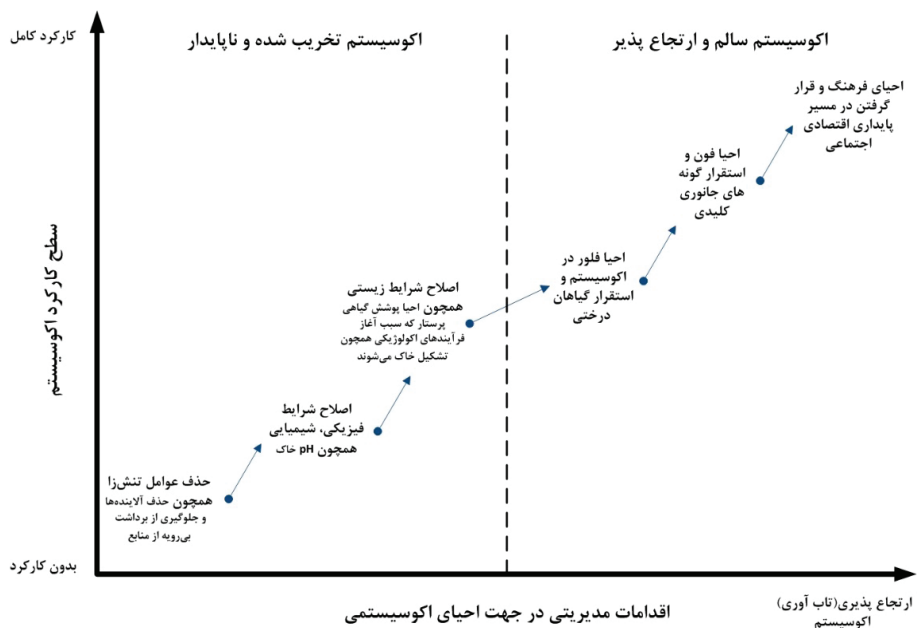 کارکرد کامل
اکوسیستم تخریب شده و ناپایدار
اکوسیستم سالم و ارتجاع پذیر
احیای فرهنگ و قرار
گرفتن در مسیر
پایداری اقتصادی
اجتماعی
احیا فون و
استقرار گونه
های جانوری
کلیدی
احیا فلور در
اکوسیستم و
استقرار گیاهان
درختی
اصلاح شرایط زیستی
همچون احیا پوشش گیاهی
پرستار که سبب آغاز
فرآیندهای اکولوژیکی همچون
تشکیل خاک می‌شوند
اصلاح شرایط
فیزیکی، شیمیایی
همچون pH خاک
حذف عوامل تنش‌زا
همچون حذف آلاینده‌ها
و جلوگیری از برداشت
بی‌رویه از منابع
سطح کارکرد اکوسیستم
بدون کارکرد
اقدامات مدیریتی در جهت احیای اکوسیستمی
ارتجاع پذیری(تاب آوری)
اکوسیستم